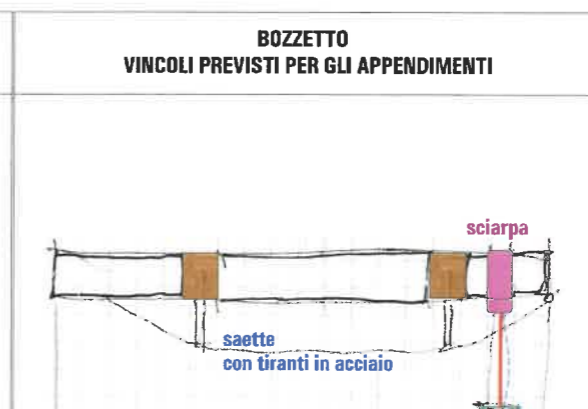 BOZZETTO
VINCOLI PREVISTI PER GLI APPENDIMENTI
sciarpa
saette
con tiranti in acciaio